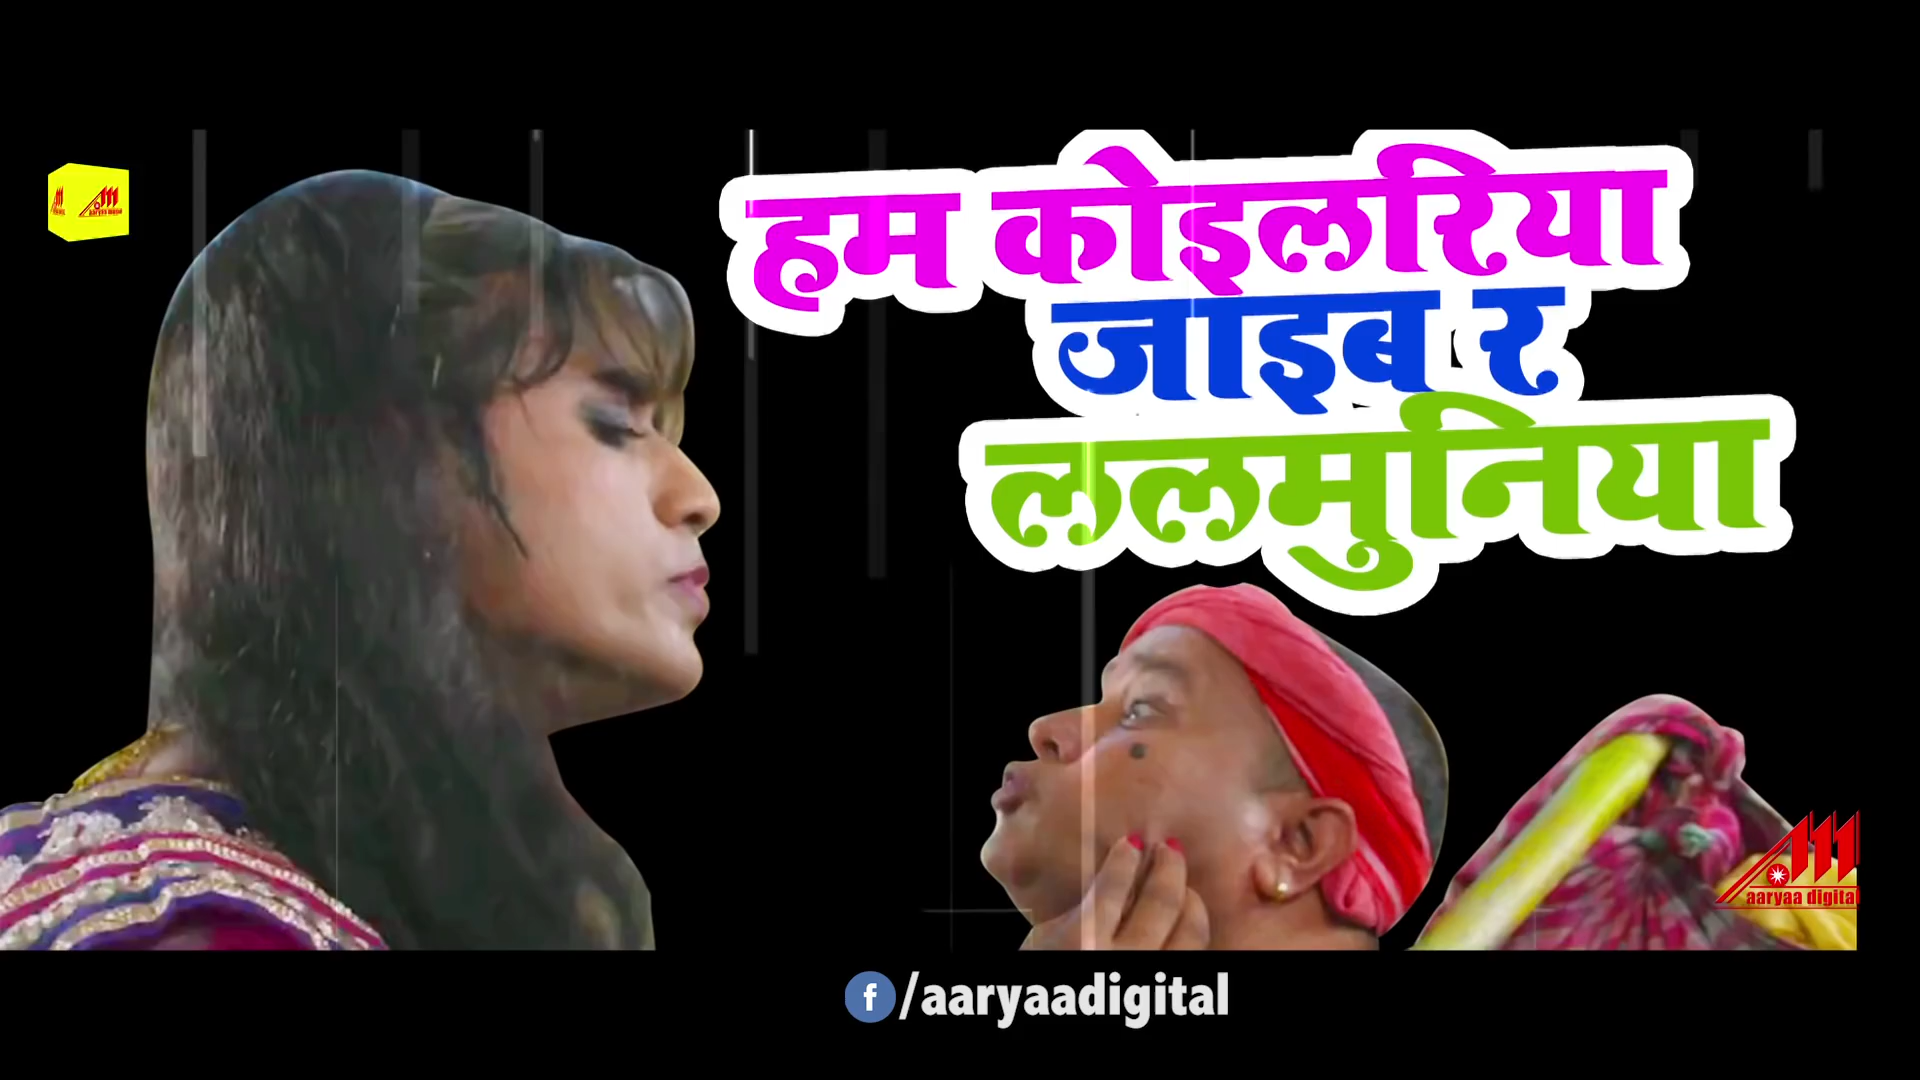 हम कोइलरिया
जाइब र
ललमुनिया
aaryaa digital
/aaryaadigital